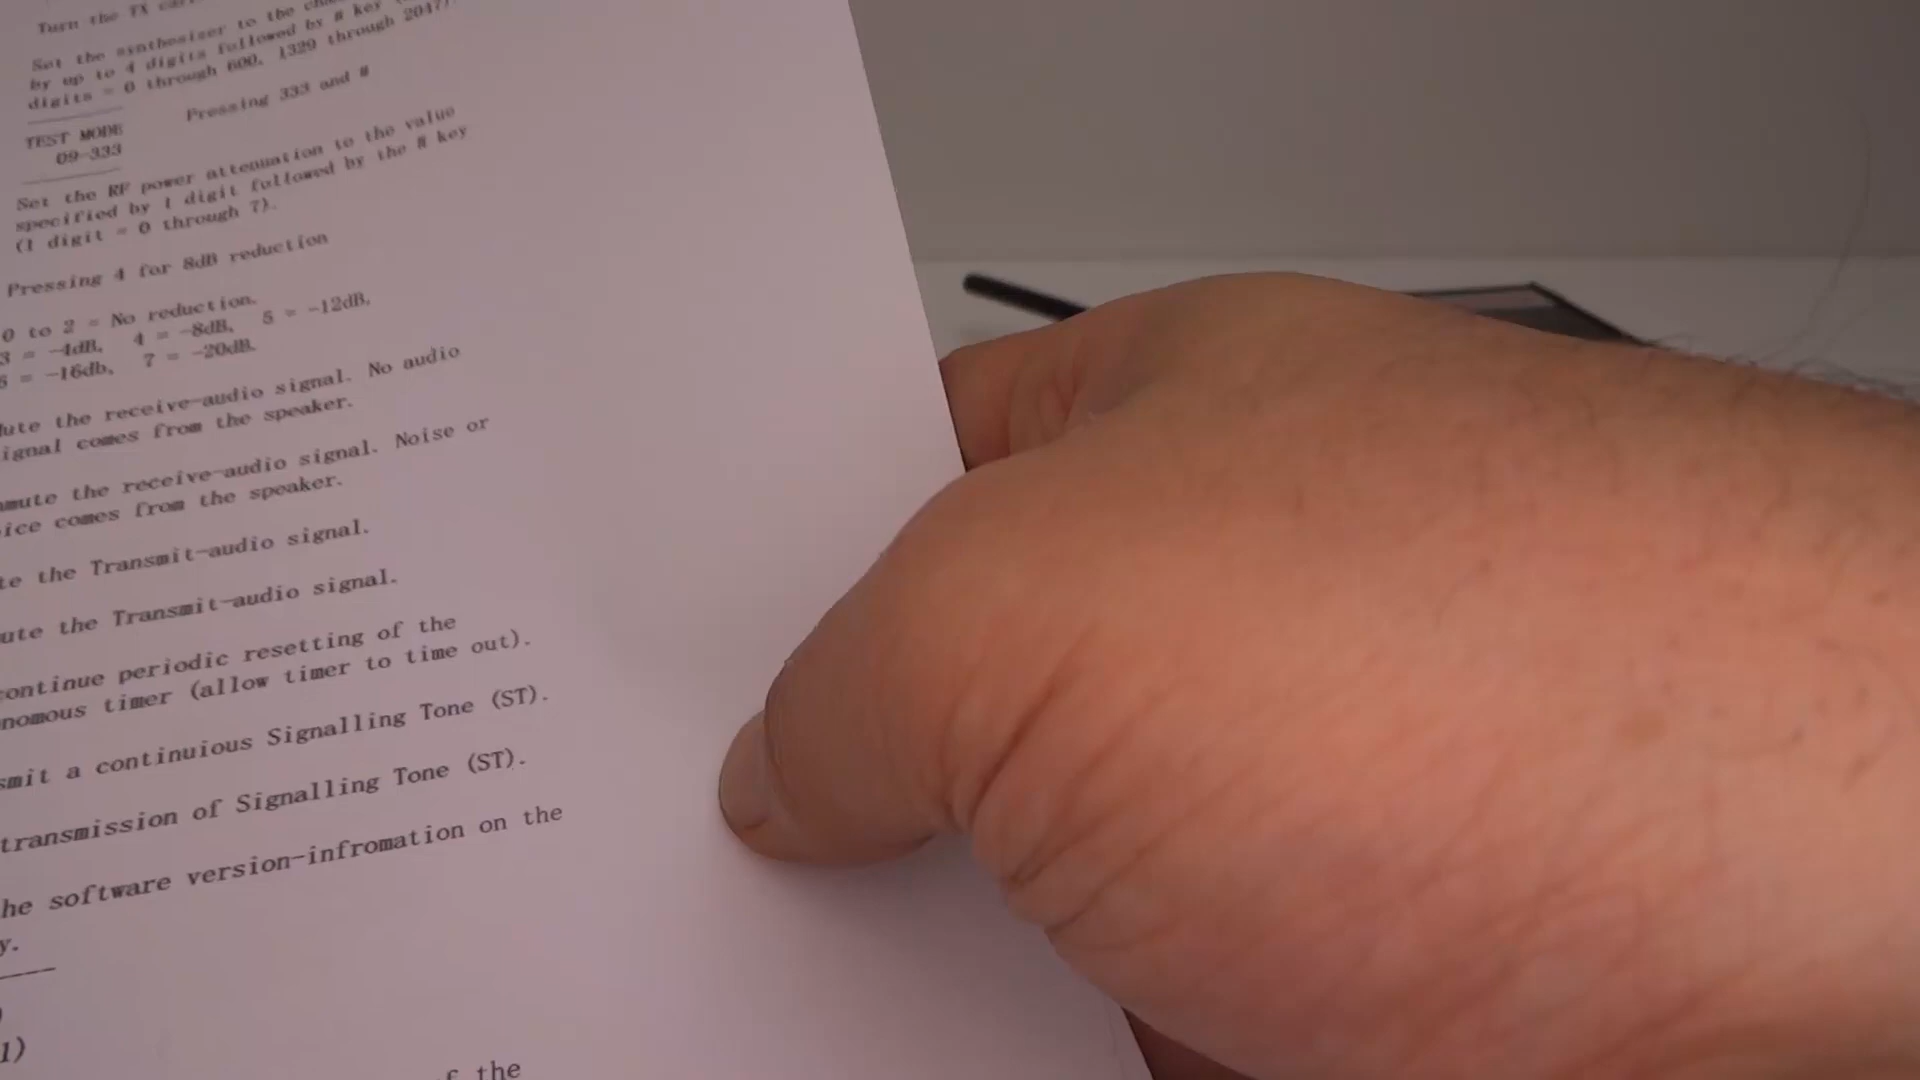 Turn the TX
Set the synthesiser to the
by up to 4 digits followed by # key
digits = 0 through 600, 1329 through 2047).
TEST MODE
09-333
Pressing 333 and #
Set the RF power attenuation to the value
specified by 1 digit followed by the # key
(1 digit = 0 through 7).
Pressing 4 for 8dB reduction
0 to 2 = No reduction.
3 = -4dB, 4 = -8dB, 5 = -12dB,
6 = -16db, 7 = -20dB.
ute the receive-audio signal. No audio
ignal comes from the speaker.
mute the receive-audio signal. Noise or
ice comes from the speaker.
te the Transmit-audio signal.
ute the Transmit-audio signal.
continue periodic resetting of the
nomous timer (allow timer to time out).
smit a continuious Signalling Tone (ST).
transmission of Signalling Tone (ST).
he software version-infromation on the
y.
1)
f the